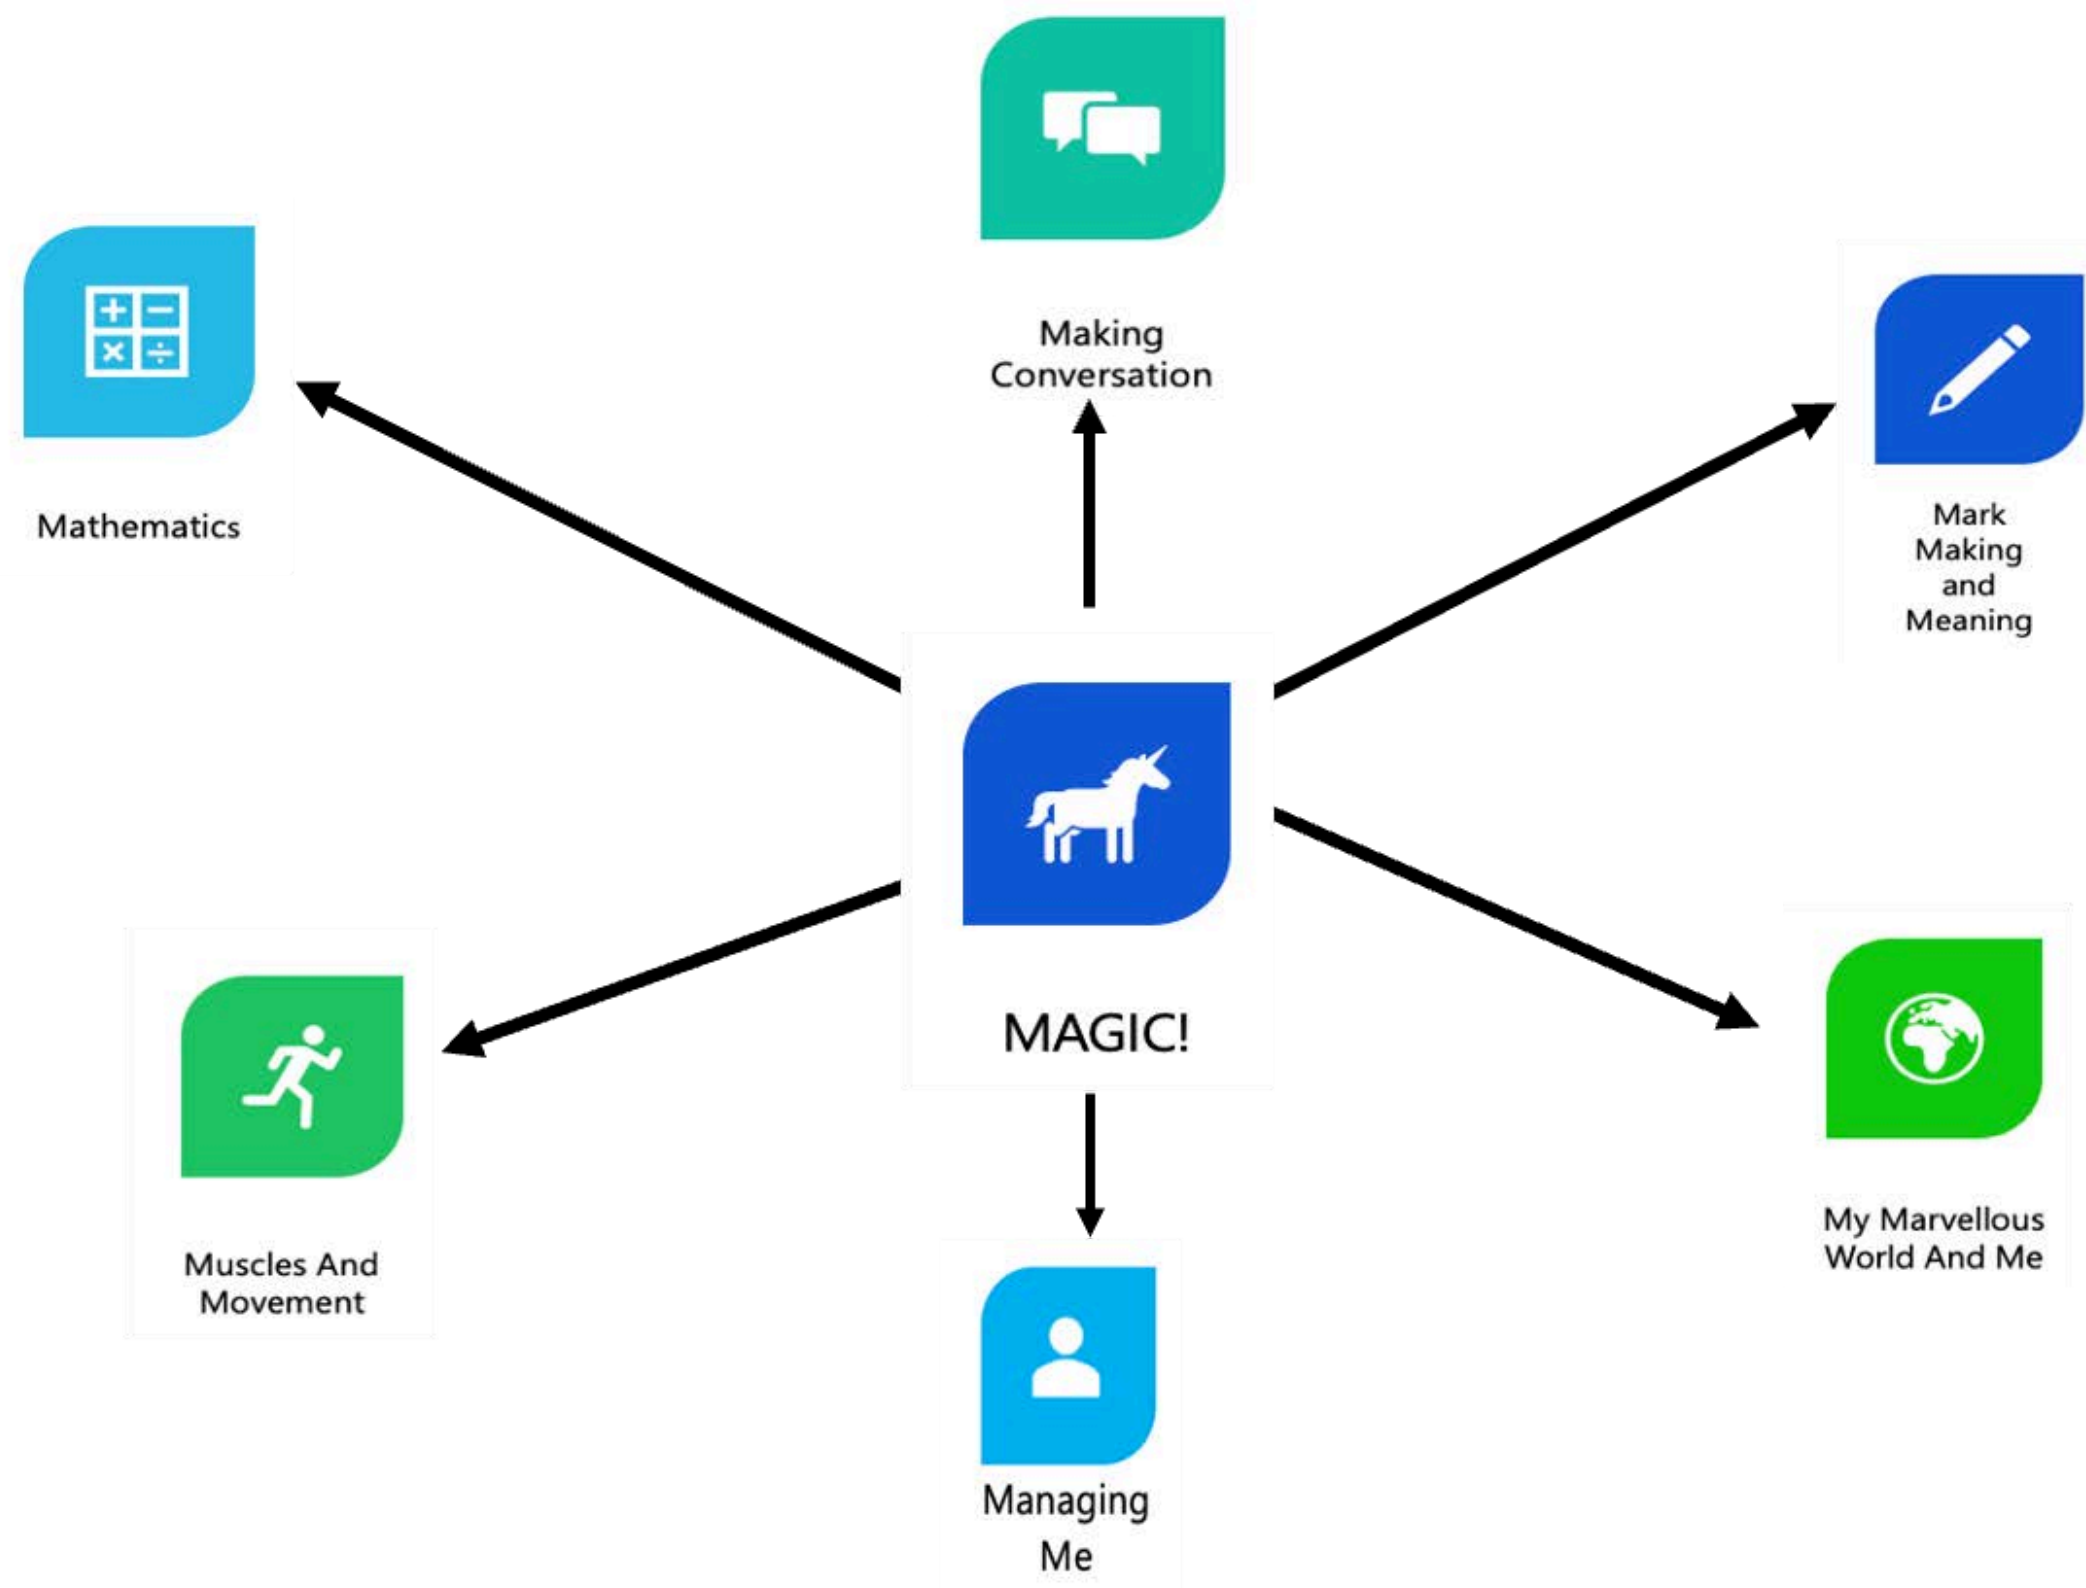 Making
Conversation
Mathematics
Mark
Making
and
Meaning
MAGIC!
My Marvellous
World And Me
Muscles And
Movement
Managing
Me